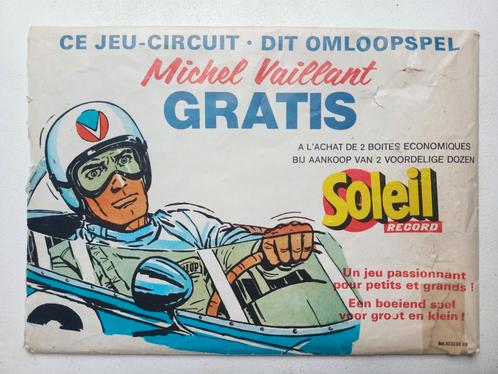 CE JEU-CIRCUIT · DIT OMLOOPSPEL
Michel Vaillant
GRATIS
A L'ACHAT DE 2 BOITES ECONOMIQUES
BIJ AANKOOP VAN 2 VOORDELIGE DOZEN
Soleil
RECORD
Un jeu passionnant
pour petits et grands !
Een boeiend spel
voor groot en klein !
V